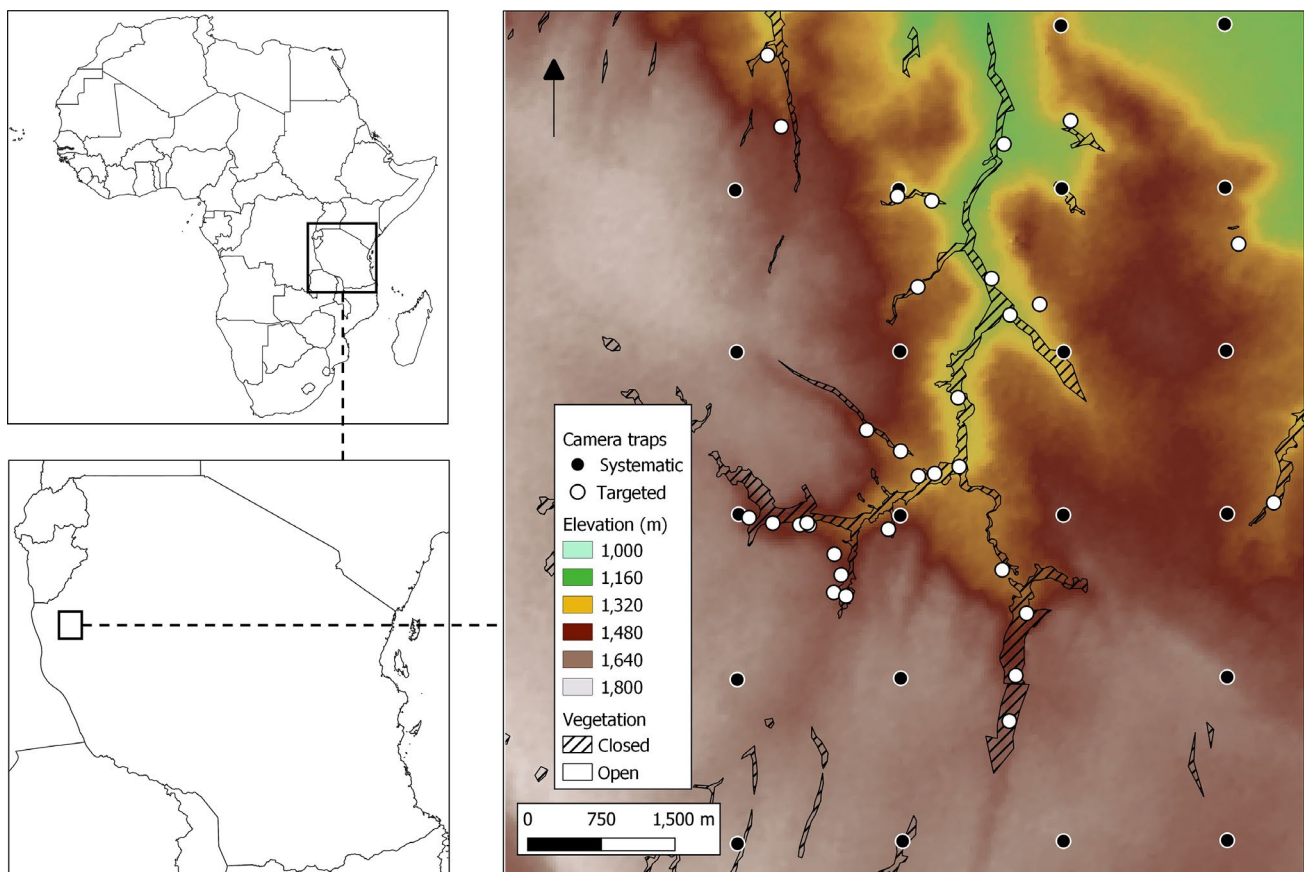 Camera traps
Systematic
Targeted
Elevation (m)
1,000
1,160
1,320
1,480
1,640
1,800
Vegetation
Closed
Open
0 750 1,500 m